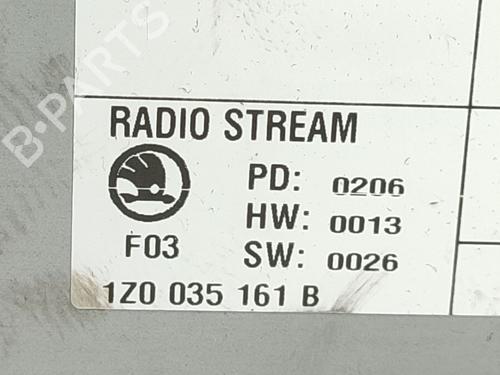 B-PARTS
RADIO STREAM
PD: 0206
HW: 0013
F03
SW: 0026
1Z0 035 161 B